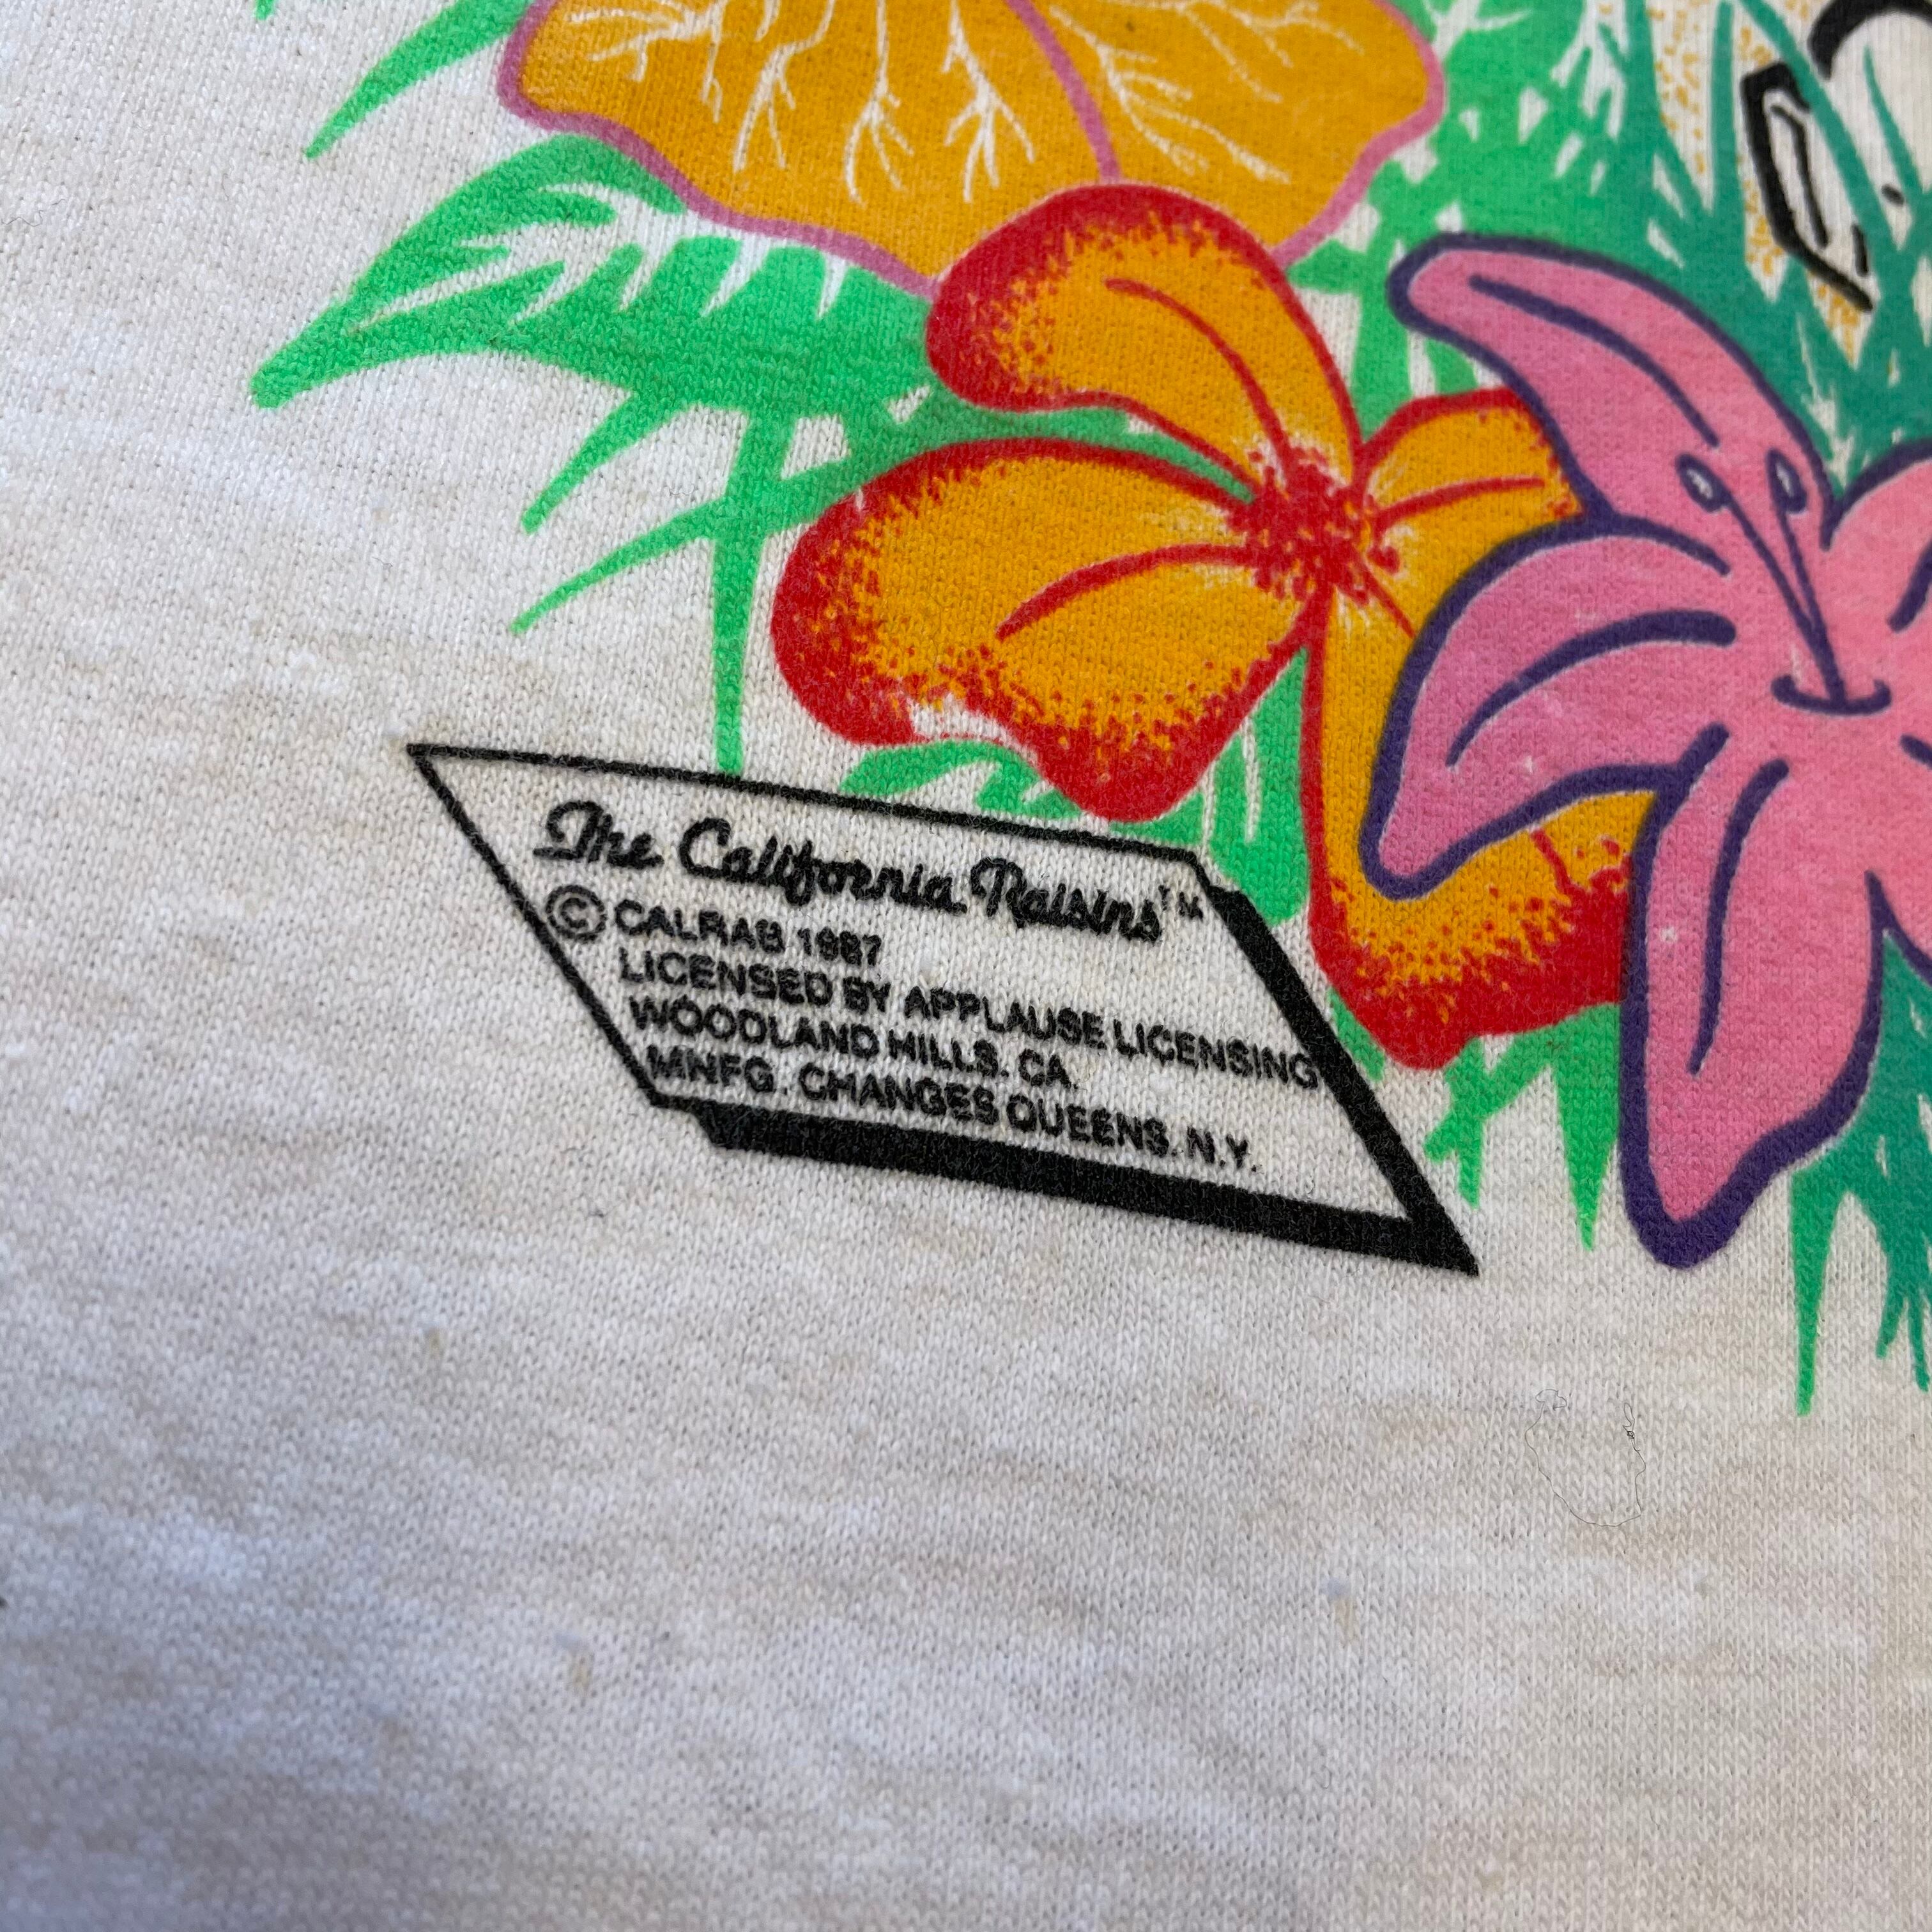 The California Raisins™
© CALRAB 1987
LICENSED BY APPLAUSE LICENSING
WOODLAND HILLS. CA.
MNFG. CHANGES QUEENS. N.Y.